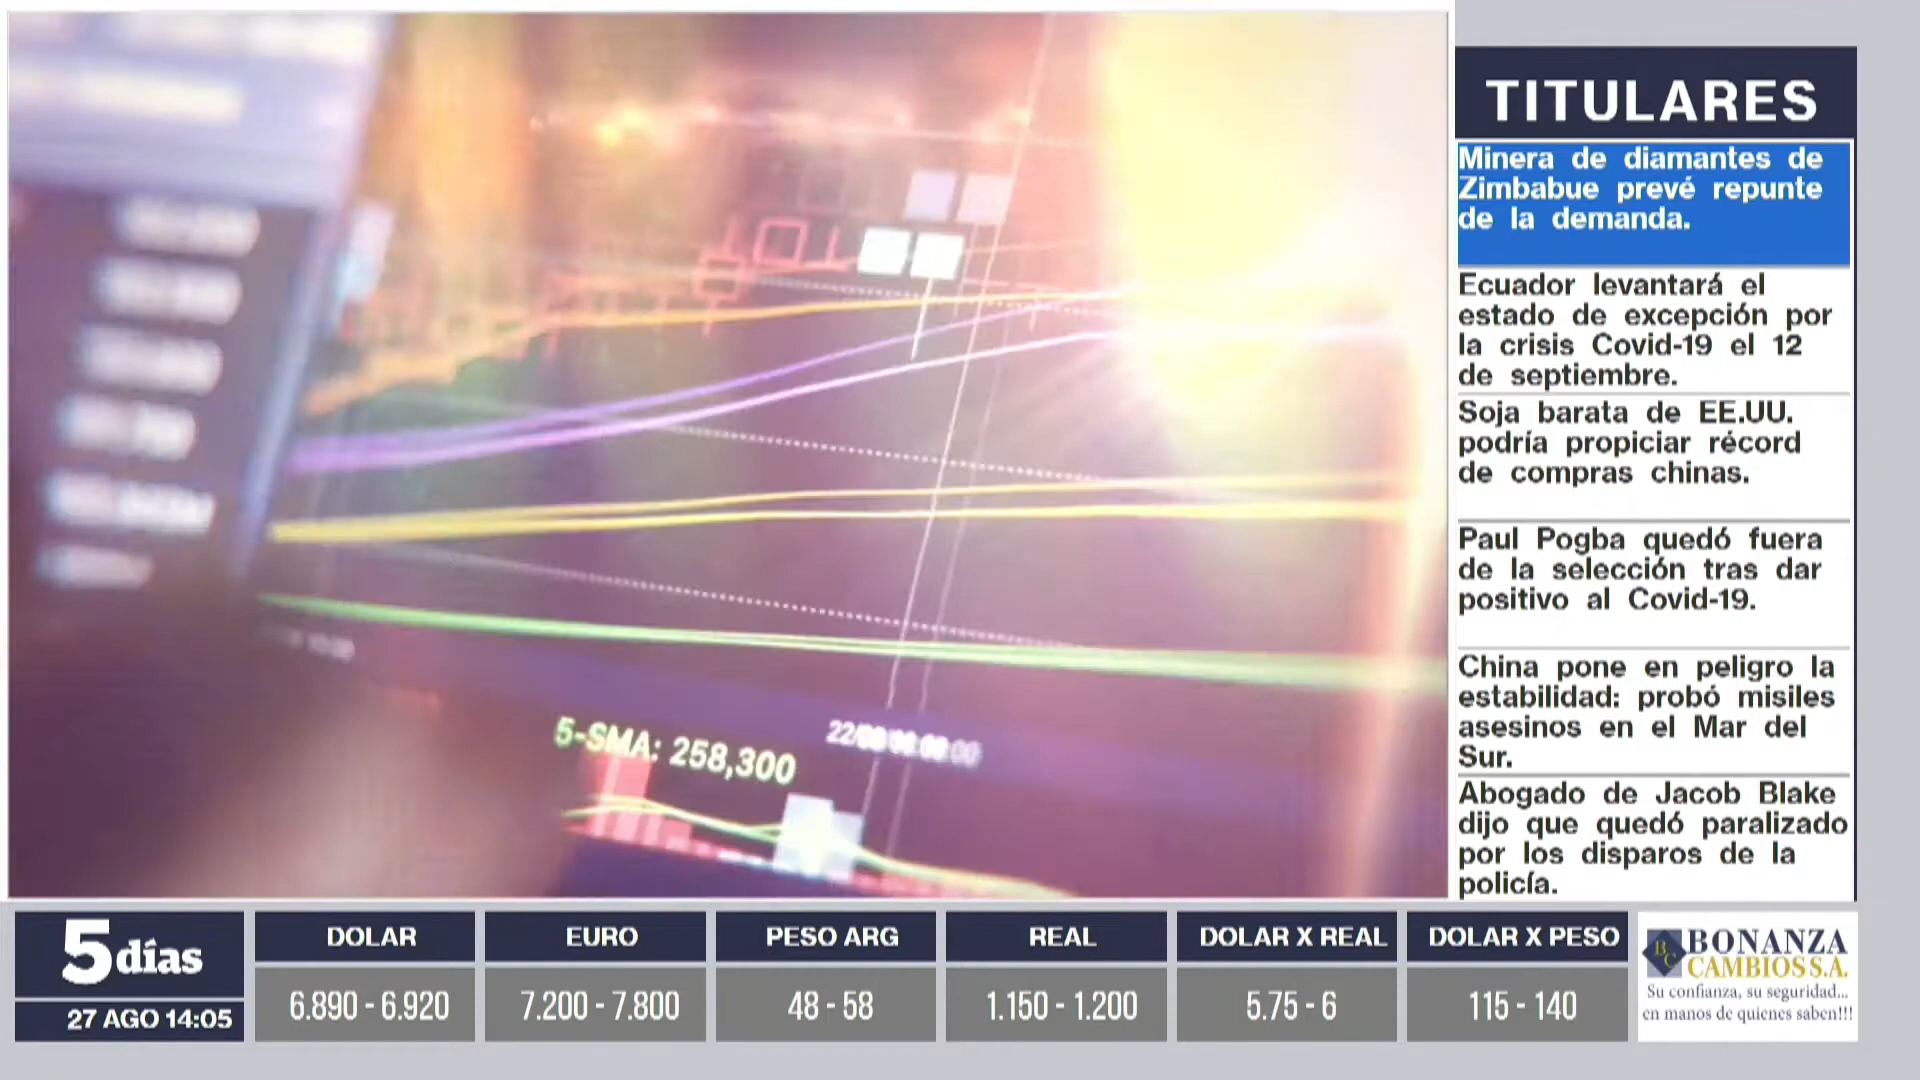 TITULARES
Minera de diamantes de
Zimbabue prevé repunte
de la demanda.
Ecuador levantará el
estado de excepción por
la crisis Covid-19 el 12
de septiembre.
Soja barata de EE.UU.
podría propiciar récord
de compras chinas.
Paul Pogba quedó fuera
de la selección tras dar
positivo al Covid-19.
China pone en peligro la
estabilidad: probó misiles
asesinos en el Mar del
Sur.
Abogado de Jacob Blake
dijo que quedó paralizado
por los disparos de la
policía.
5-SMA: 258,300
5días
27 AGO 14:05
DOLAR
6.890 - 6.920
EURO
7.200 - 7.800
PESO ARG
48 - 58
REAL
1.150 - 1.200
DOLAR X REAL
5.75 - 6
DOLAR X PESO
115 - 140
BC
BONANZA
CAMBIOS S.A.
Su confianza, su seguridad...
en manos de quienes saben!!!